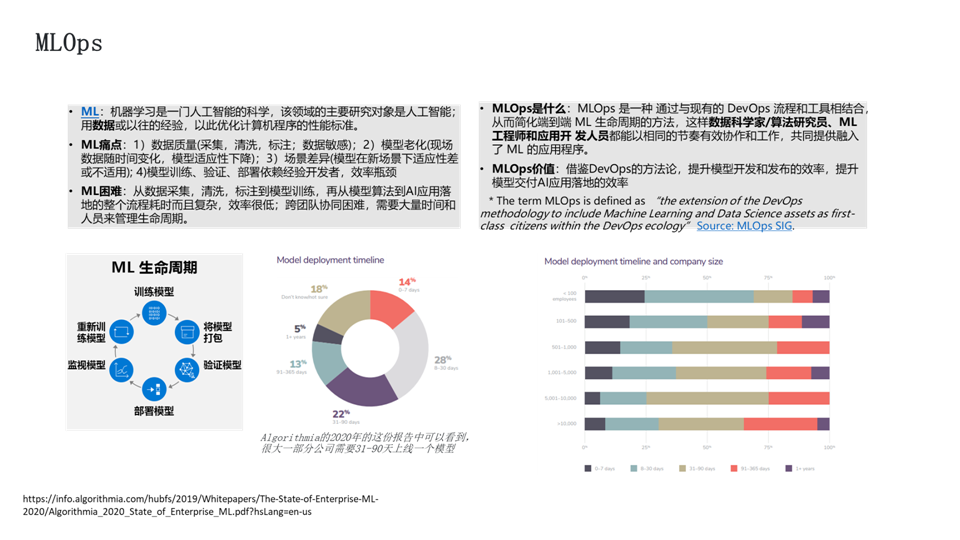 MLOps
• ML：机器学习是一门人工智能的科学，该领域的主要研究对象是人工智能；
用数据或以往的经验，以此优化计算机程序的性能标准。
• ML痛点：1）数据质量(采集，清洗，标注；数据敏感)；2）模型老化(现场
数据随时间变化，模型适应性下降)；3）场景差异(模型在新场景下适应性差
或不适用)；4)模型训练、验证、部署依赖经验开发者，效率瓶颈
• ML困难：从数据采集，清洗，标注到模型训练，再从模型算法到AI应用落
地的整个流程耗时而且复杂，效率很低；跨团队协同困难，需要大量时间和
人员来管理生命周期。
• MLOps是什么：MLOps 是一种 通过与现有的 DevOps 流程和工具相结合，
从而简化端到端 ML 生命周期的方法，这样数据科学家/算法研究员、ML
工程师和应用开 发人员都能以相同的节奏有效协作和工作，共同提供融入
了 ML 的应用程序。
• MLOps价值：借鉴DevOps的方法论，提升模型开发和发布的效率，提升
模型交付AI应用落地的效率
* The term MLOps is defined as “the extension of the DevOps
methodology to include Machine Learning and Data Science assets as first-
class citizens within the DevOps ecology” Source: MLOps SIG.
ML 生命周期
训练模型
将模型
打包
验证模型
部署模型
监视模型
重新训
练模型
Model deployment timeline
14%
0–7 days
28%
8–30 days
22%
31–90 days
13%
91–365 days
5%
1+ years
18%
Don't know/not sure
Algorithmia的2020年的这份报告中可以看到，
很大一部分公司需要31-90天上线一个模型
Model deployment timeline and company size
0% 25% 50% 75% 100%
< 100
employees
101–500
501–1,000
1,001–5,000
5,001–10,000
>10,000
0% 25% 50% 75% 100%
0–7 days 8–30 days 31–90 days 91–365 days 1+ years
https://info.algorithmia.com/hubfs/2019/Whitepapers/The-State-of-Enterprise-ML-
2020/Algorithmia_2020_State_of_Enterprise_ML.pdf?hsLang=en-us